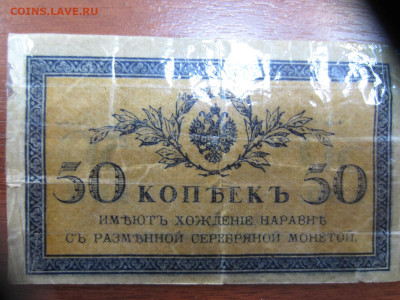 COINS.LAVE.RU
50 КОПѢЕКЪ 50
ИМѢЮТЪ ХОЖДЕНІЕ НАРАВНѢ
СЪ РАЗМѢННОЙ СЕРЕБРЯНОЙ МОНЕТОЙ.